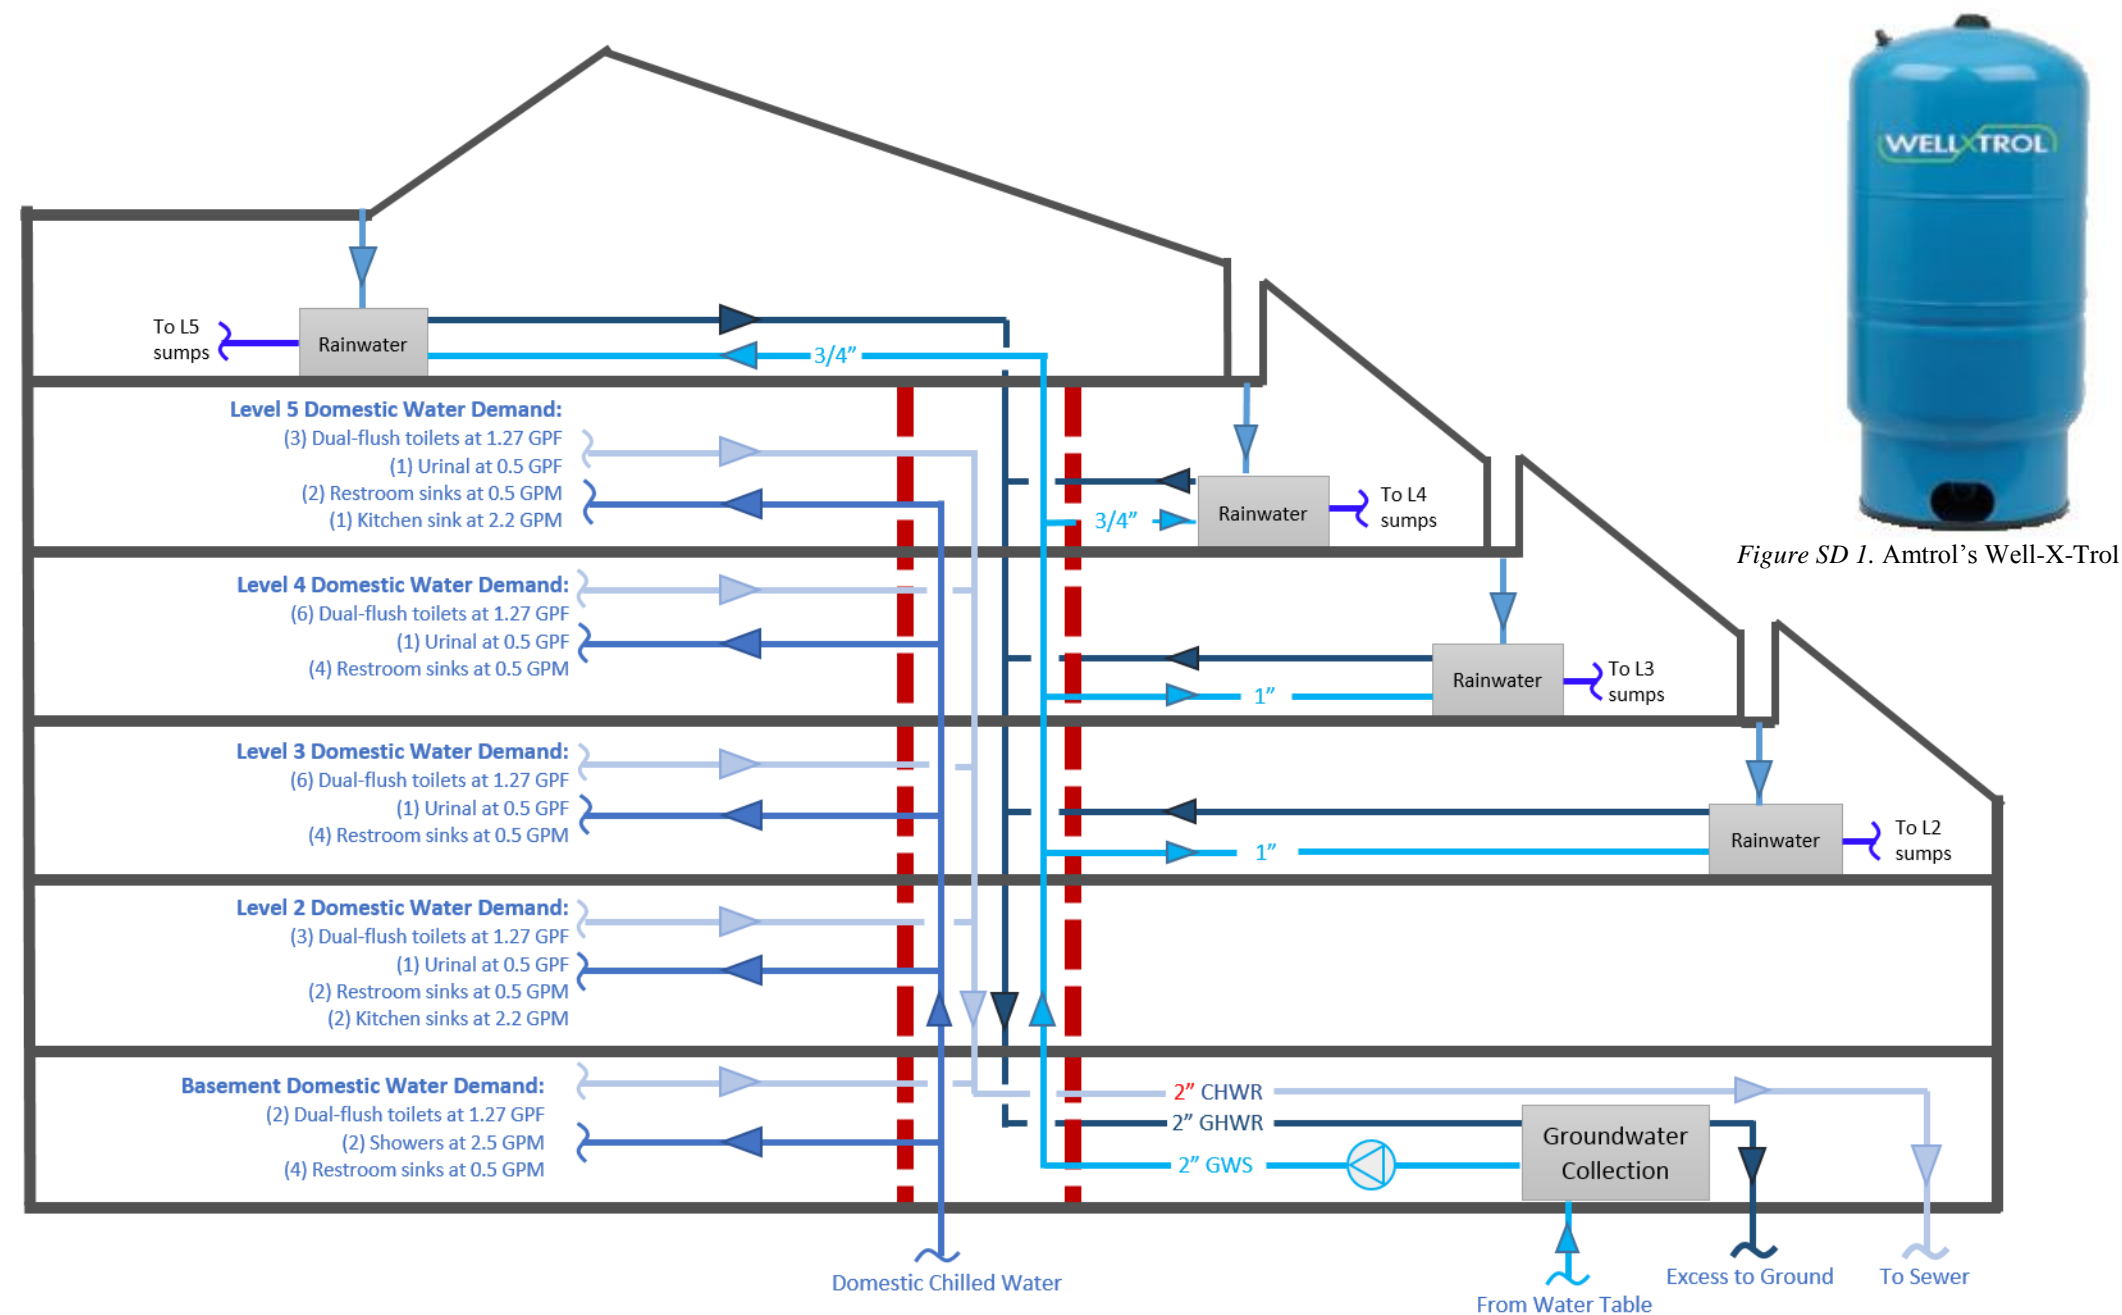 WELL X TROL
Figure SD 1. Amtrol's Well-X-Trol
To L5
sumps
Rainwater
3/4”
Level 5 Domestic Water Demand:
(3) Dual-flush toilets at 1.27 GPF
(1) Urinal at 0.5 GPF
(2) Restroom sinks at 0.5 GPM
(1) Kitchen sink at 2.2 GPM
3/4”
Rainwater
To L4
sumps
Level 4 Domestic Water Demand:
(6) Dual-flush toilets at 1.27 GPF
(1) Urinal at 0.5 GPF
(4) Restroom sinks at 0.5 GPM
1”
Rainwater
To L3
sumps
Level 3 Domestic Water Demand:
(6) Dual-flush toilets at 1.27 GPF
(1) Urinal at 0.5 GPF
(4) Restroom sinks at 0.5 GPM
1”
Rainwater
To L2
sumps
Level 2 Domestic Water Demand:
(3) Dual-flush toilets at 1.27 GPF
(1) Urinal at 0.5 GPF
(2) Restroom sinks at 0.5 GPM
(2) Kitchen sinks at 2.2 GPM
Basement Domestic Water Demand:
(2) Dual-flush toilets at 1.27 GPF
(2) Showers at 2.5 GPM
(4) Restroom sinks at 0.5 GPM
2” CHWR
2” GHWR
2” GWS
Groundwater
Collection
Domestic Chilled Water
From Water Table
Excess to Ground
To Sewer